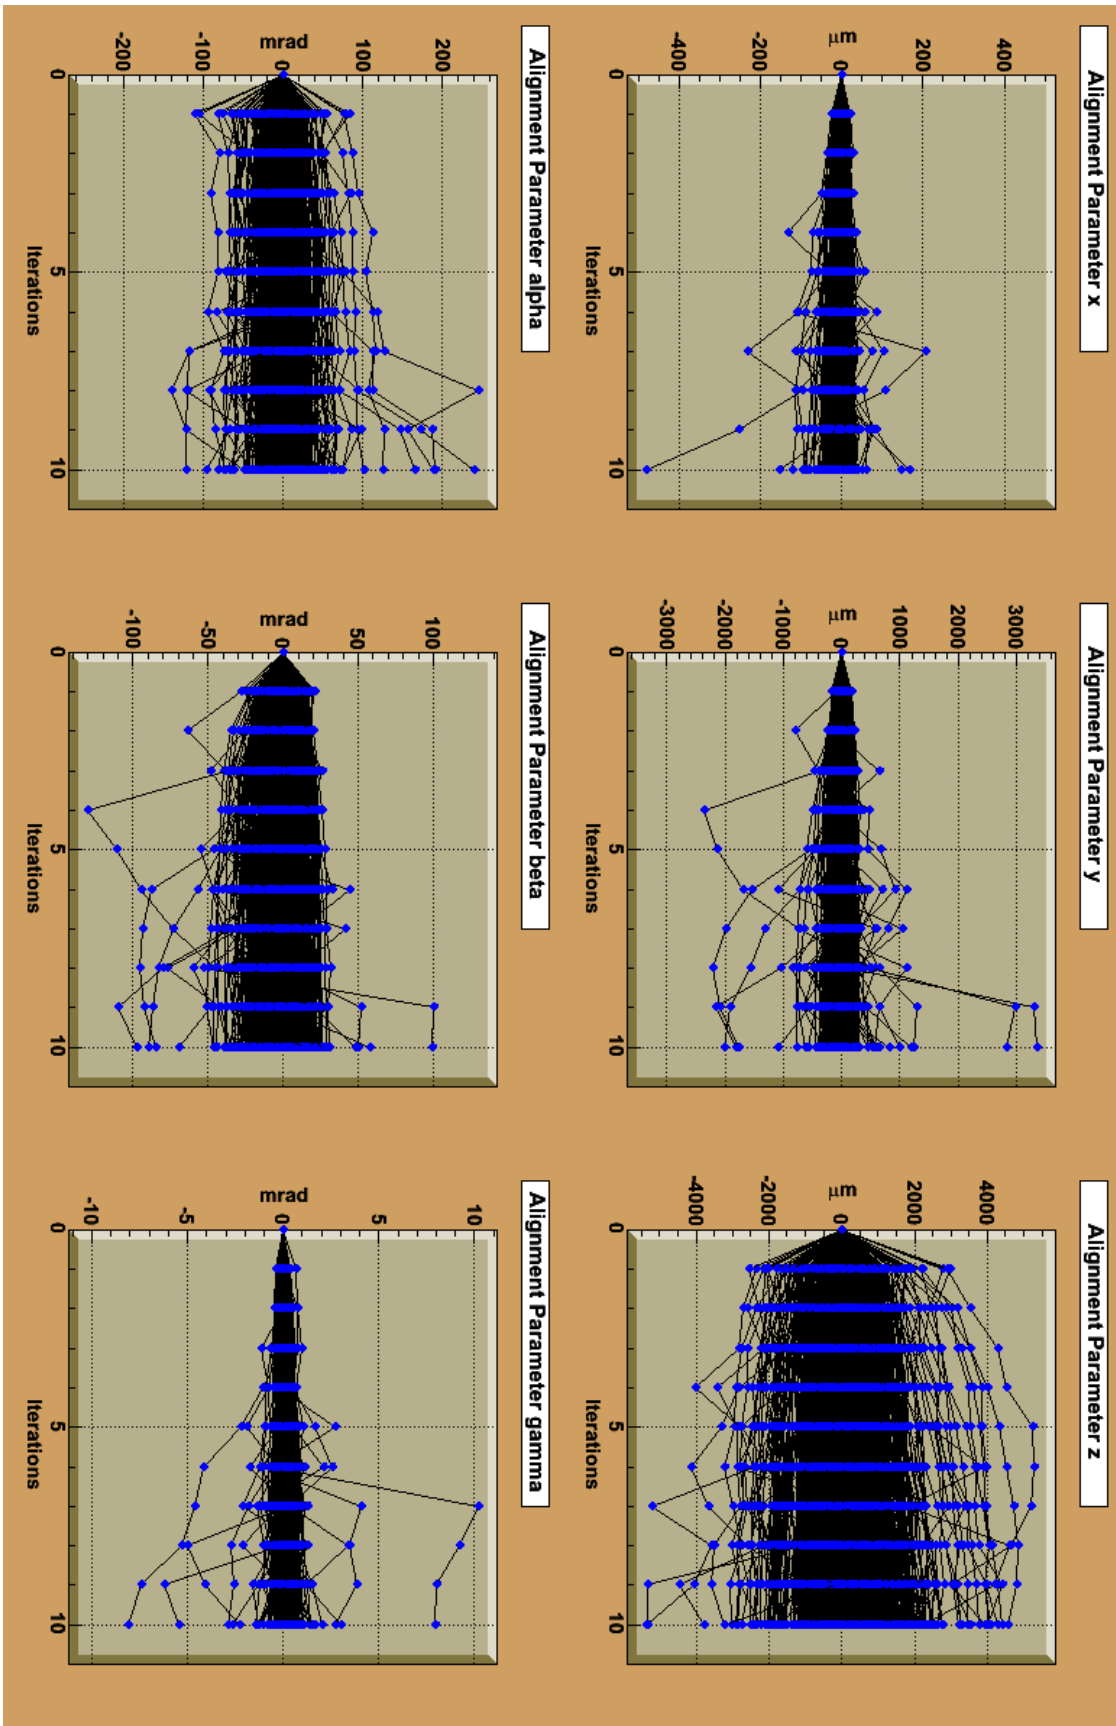 Alignment Parameter x
μm
400
200
0
-200
-400
0
5
10
Iterations
Alignment Parameter y
μm
3000
2000
1000
0
-1000
-2000
-3000
0
5
10
Iterations
Alignment Parameter z
μm
4000
2000
0
-2000
-4000
0
5
10
Iterations
Alignment Parameter alpha
mrad
200
100
0
-100
-200
0
5
10
Iterations
Alignment Parameter beta
mrad
100
50
0
-50
-100
0
5
10
Iterations
Alignment Parameter gamma
mrad
10
5
0
-5
-10
0
5
10
Iterations